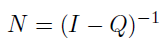 N = (I − Q)⁻¹